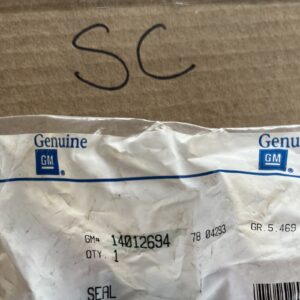 SC
Genuine Genuine
GM® GM®
GM# 14012694 78 04293 GR 5.469
QTY 1
SEAL